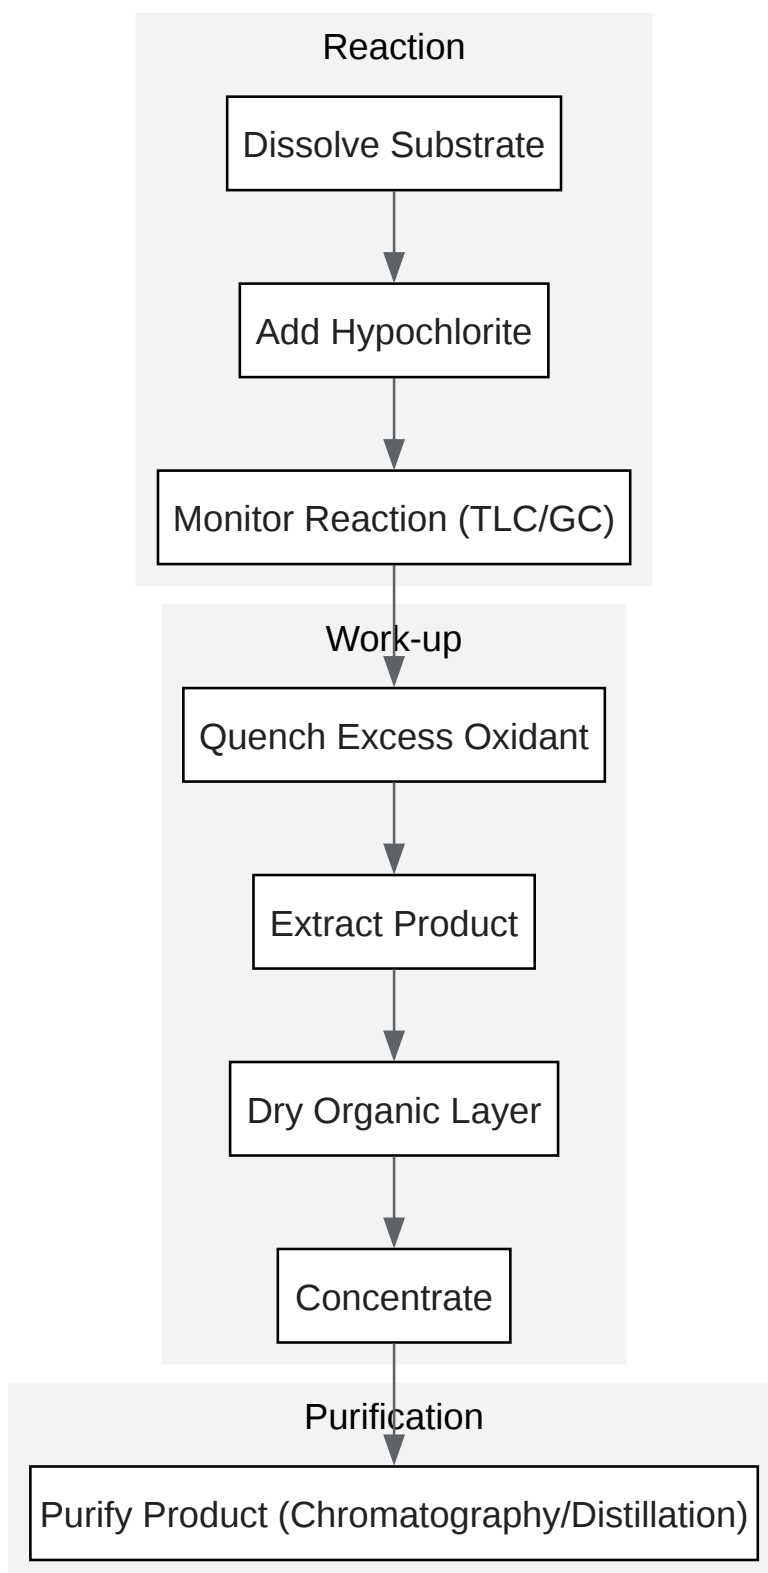 Reaction
Dissolve Substrate
Add Hypochlorite
Monitor Reaction (TLC/GC)
Work-up
Quench Excess Oxidant
Extract Product
Dry Organic Layer
Concentrate
Purification
Purify Product (Chromatography/Distillation)